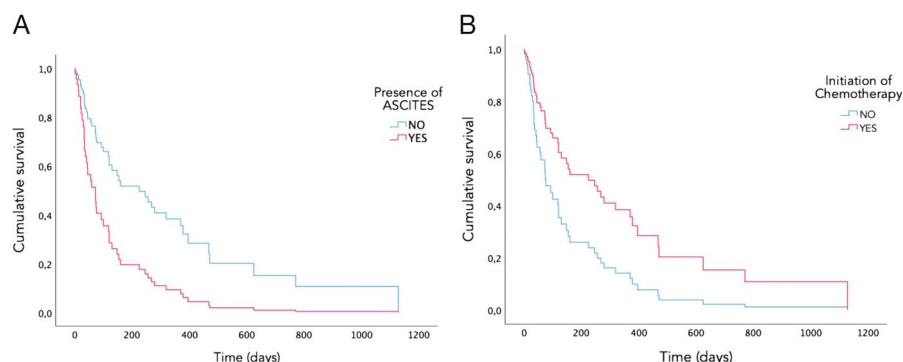 A
Cumulative survival
1,0
0,8
0,6
0,4
0,2
0,0
0
200
400
600
800
1000
1200
Time (days)
Presence of
ASCITES
NO
YES
B
Cumulative survival
1,0
0,8
0,6
0,4
0,2
0,0
0
200
400
600
800
1000
1200
Time (days)
Initiation of
Chemotherapy
NO
YES